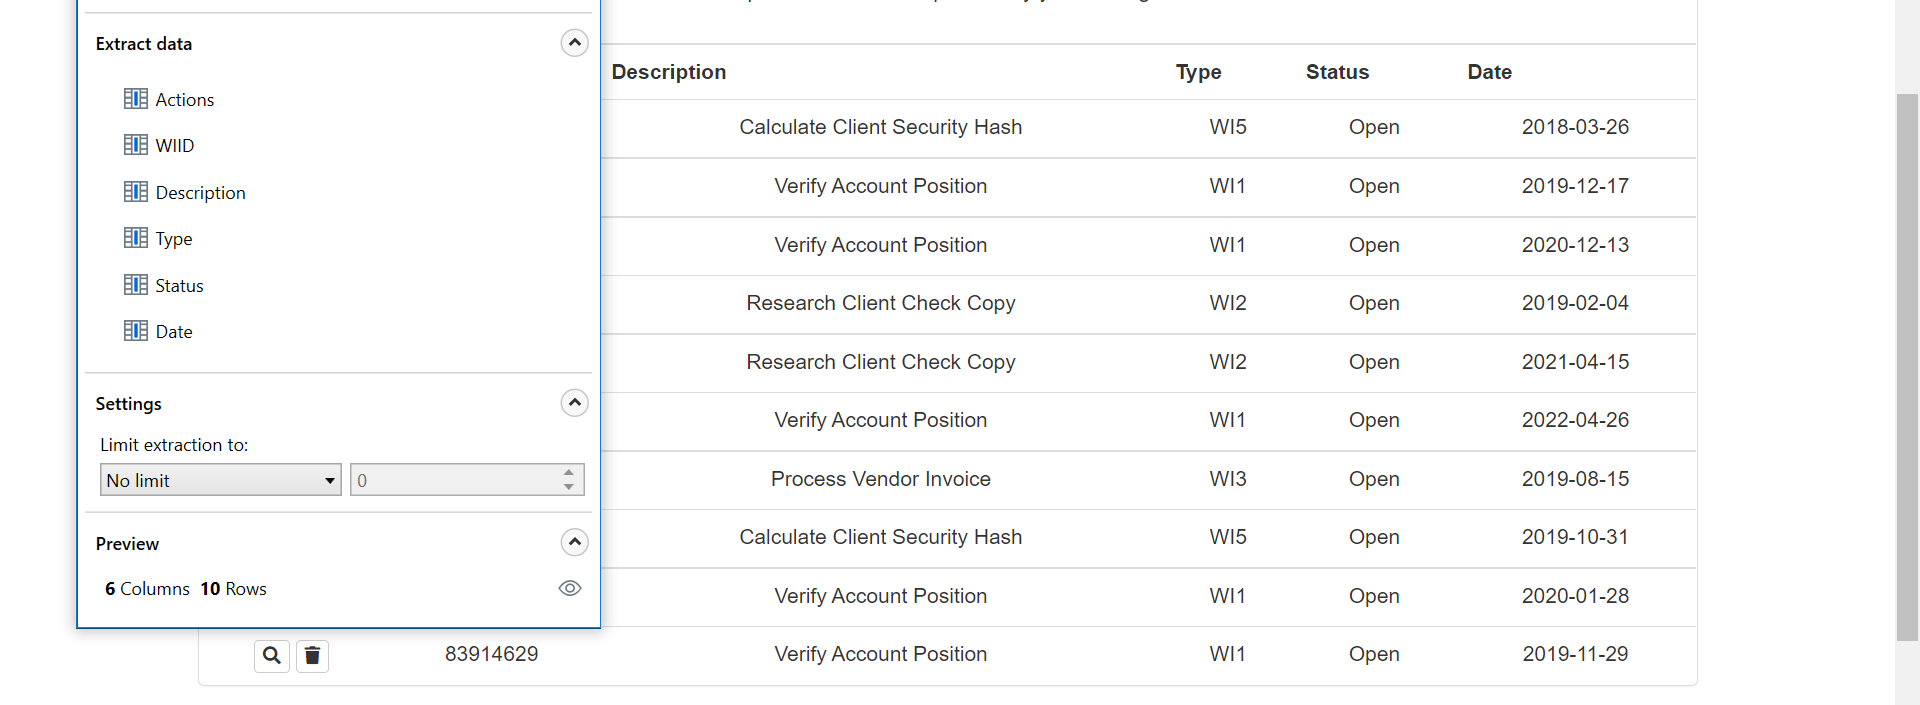 Extract data
Actions
WIID
Description
Type
Status
Date
Settings
Limit extraction to:
No limit 0
Preview
6 Columns 10 Rows
Description Type Status Date
Calculate Client Security Hash WI5 Open 2018-03-26
Verify Account Position WI1 Open 2019-12-17
Verify Account Position WI1 Open 2020-12-13
Research Client Check Copy WI2 Open 2019-02-04
Research Client Check Copy WI2 Open 2021-04-15
Verify Account Position WI1 Open 2022-04-26
Process Vendor Invoice WI3 Open 2019-08-15
Calculate Client Security Hash WI5 Open 2019-10-31
Verify Account Position WI1 Open 2020-01-28
83914629 Verify Account Position WI1 Open 2019-11-29